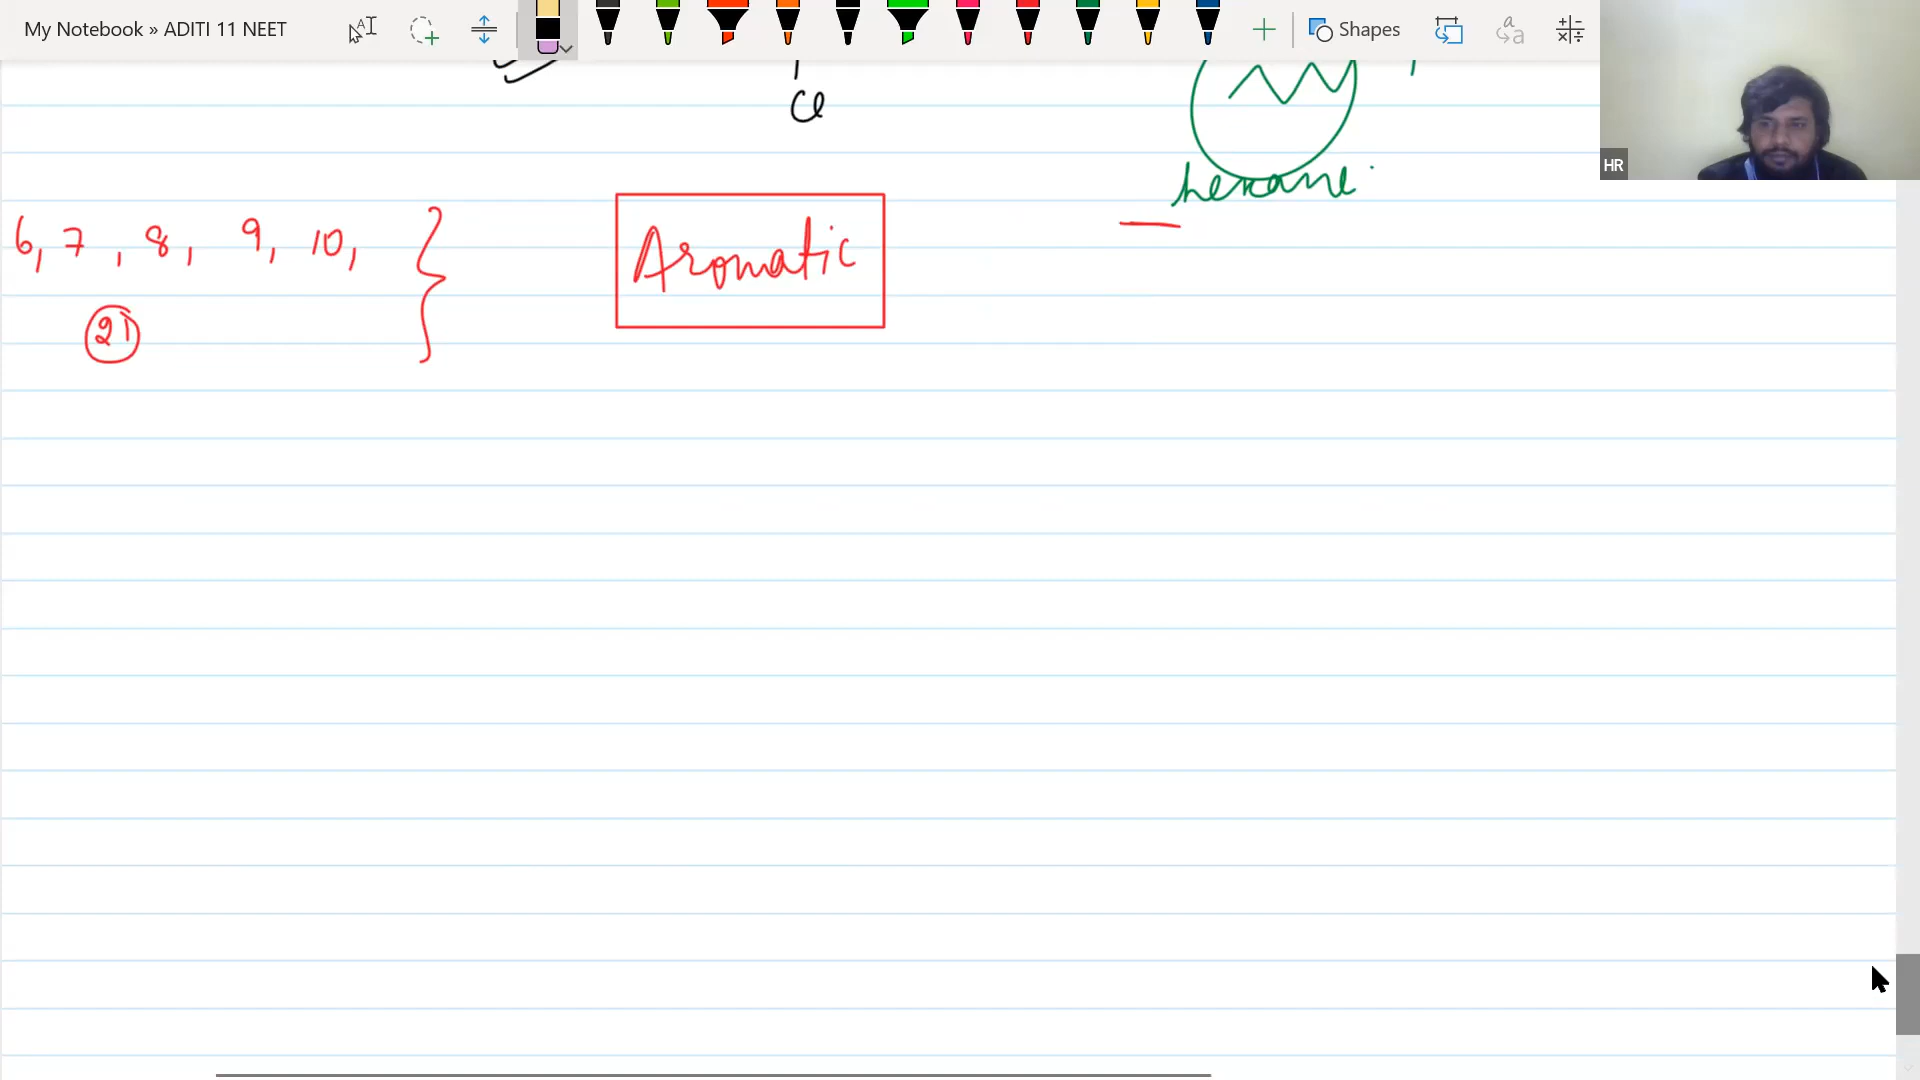 My Notebook » ADITI 11 NEET
Shapes
HR
Cl
hexane
6, 7, 8, 9, 10,
21
Aromatic